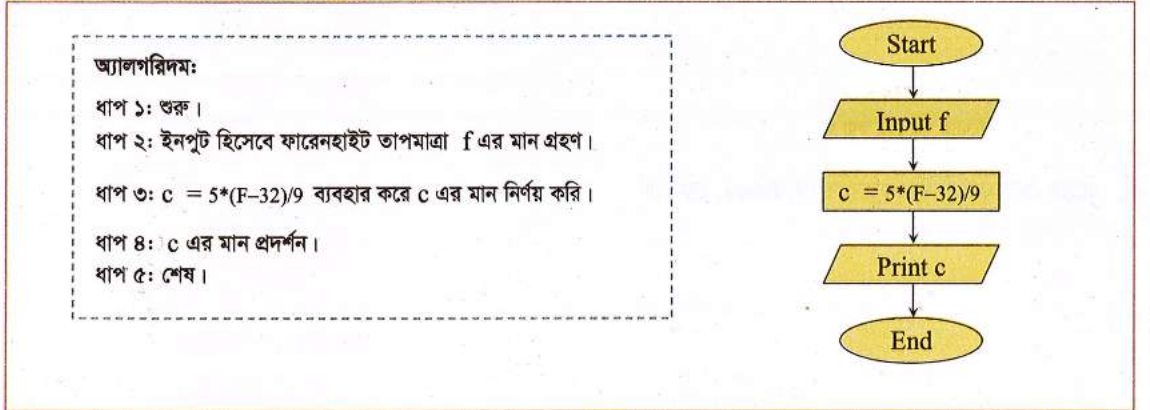 অ্যালগরিদম:
ধাপ ১: শুরু।
ধাপ ২: ইনপুট হিসেবে ফারেনহাইট তাপমাত্রা f এর মান গ্রহণ।
ধাপ ৩: c = 5*(F–32)/9 ব্যবহার করে c এর মান নির্ণয় করি।
ধাপ ৪: c এর মান প্রদর্শন।
ধাপ ৫: শেষ।
Start
Input f
c = 5*(F–32)/9
Print c
End